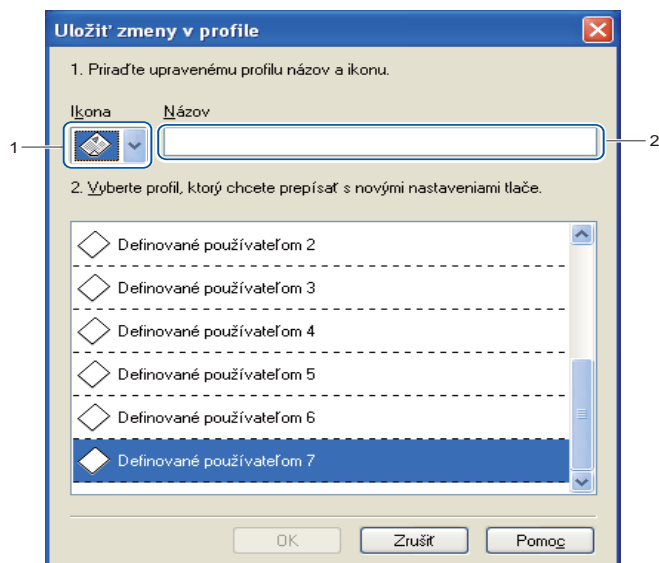 Uložiť zmeny v profile
1. Priraďte upravenému profilu názov a ikonu.
Ikona Názov
1
2
2. Vyberte profil, ktorý chcete prepísať s novými nastaveniami tlače.
Definované používateľom 2
Definované používateľom 3
Definované používateľom 4
Definované používateľom 5
Definované používateľom 6
Definované používateľom 7
OK Zrušiť Pomoc